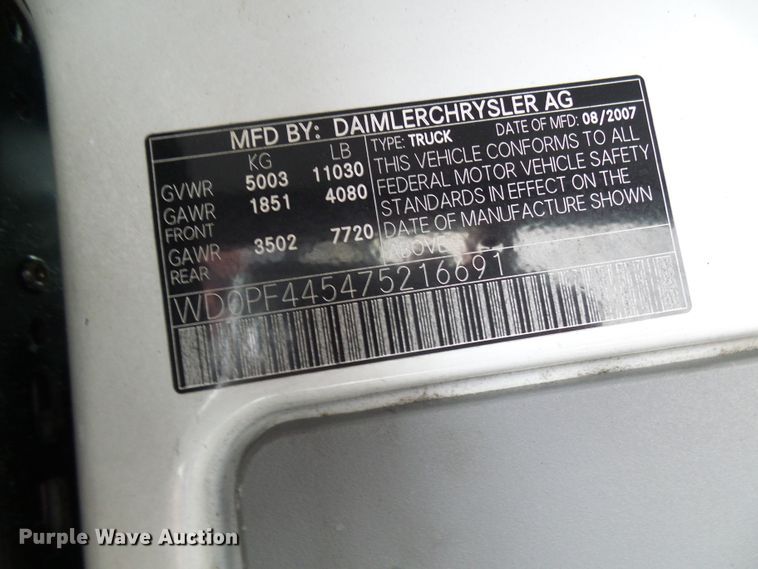 MFD BY: DAIMLERCHRYSLER AG
KG LB
GVWR 5003 11030
GAWR FRONT 1851 4080
GAWR REAR 3502 7720
TYPE: TRUCK DATE OF MFD: 08/2007
THIS VEHICLE CONFORMS TO ALL
FEDERAL MOTOR VEHICLE SAFETY
STANDARDS IN EFFECT ON THE
DATE OF MANUFACTURE SHOWN
ABOVE
WD0PF445475216691
Purple Wave Auction